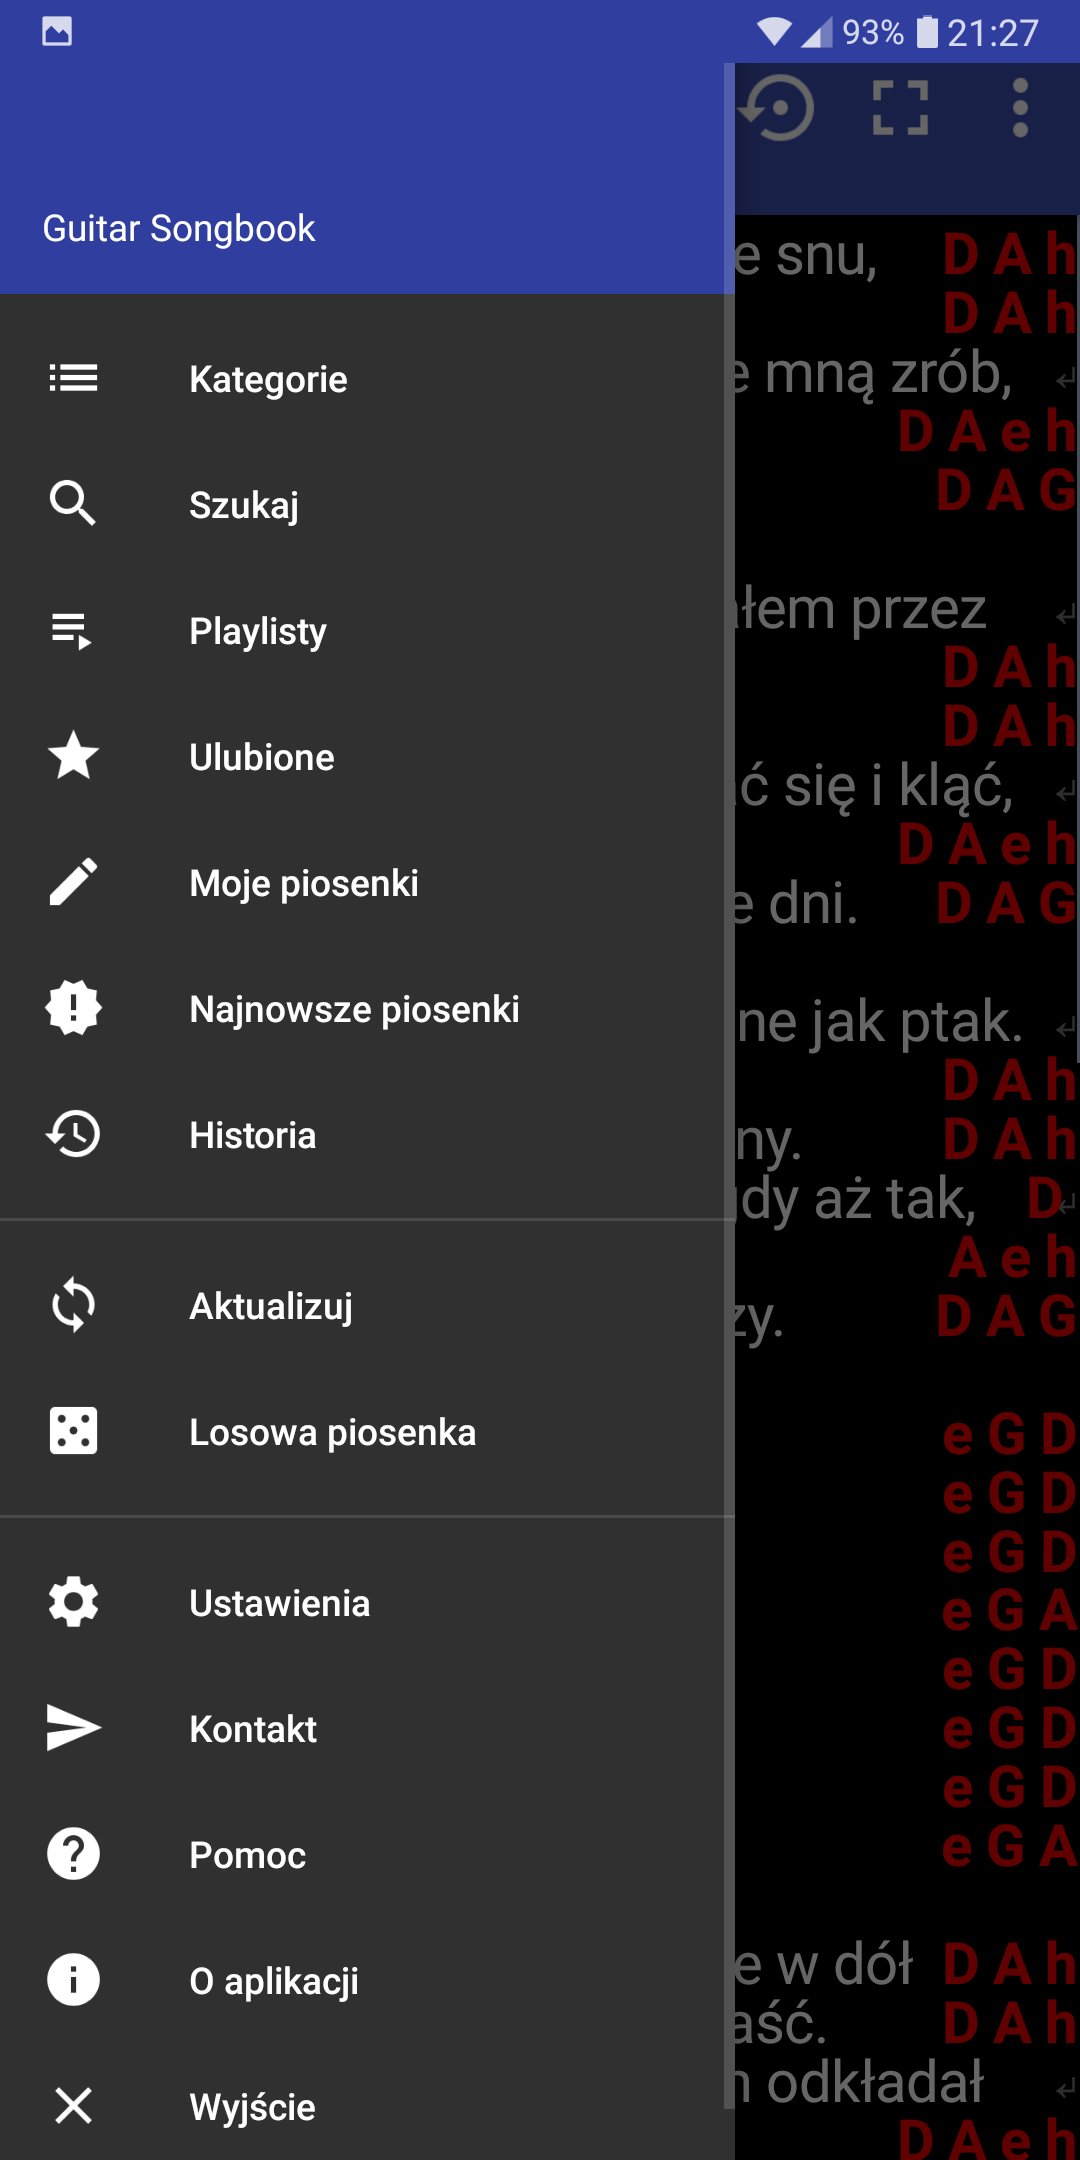 93% 21:27
Guitar Songbook
Kategorie
Szukaj
Playlisty
Ulubione
Moje piosenki
Najnowsze piosenki
Historia
Aktualizuj
Losowa piosenka
Ustawienia
Kontakt
Pomoc
O aplikacji
Wyjście
e snu, D A h
D A h
e mną zrób,
D A e h
D A G
łem przez
D A h
D A h
ć się i kląć,
D A e h
e dni. D A G
ne jak ptak.
D A h
ny. D A h
gdy aż tak, D
A e h
zy. D A G
e G D
e G D
e G D
e G A
e G D
e G D
e G D
e G A
e w dół D A h
aść. D A h
odkładał
D A e h